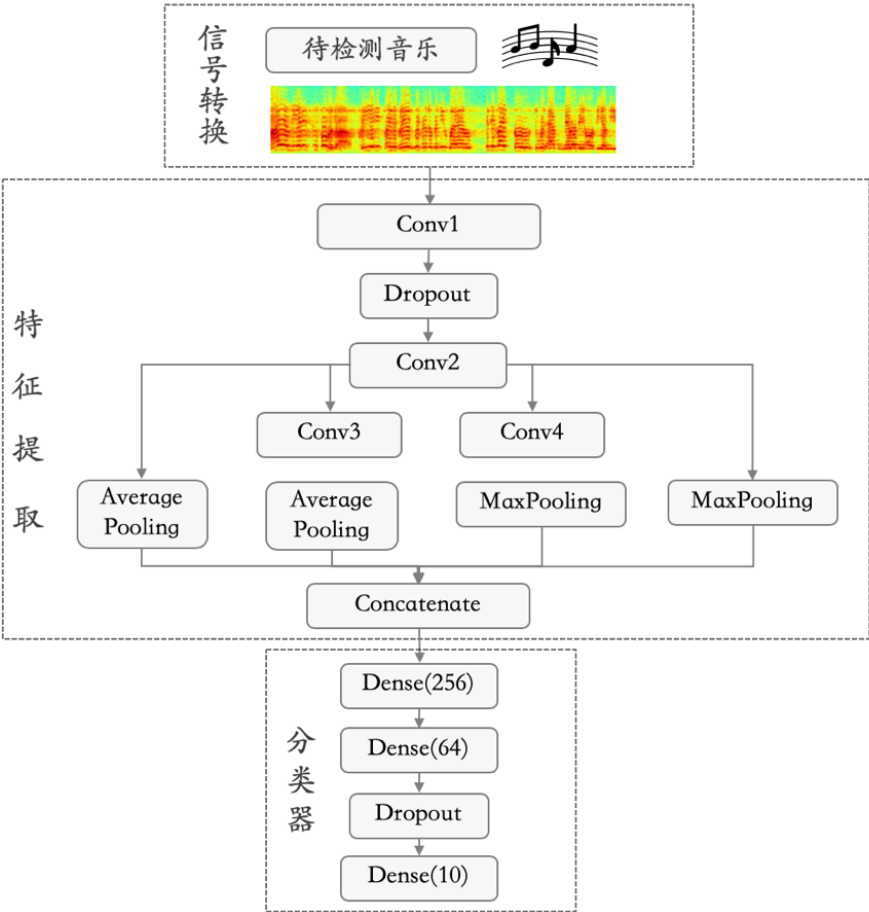 信号转换
待检测音乐
Conv1
Dropout
Conv2
特征提取
Conv3
Conv4
Average
Pooling
Average
Pooling
MaxPooling
MaxPooling
Concatenate
分类器
Dense(256)
Dense(64)
Dropout
Dense(10)